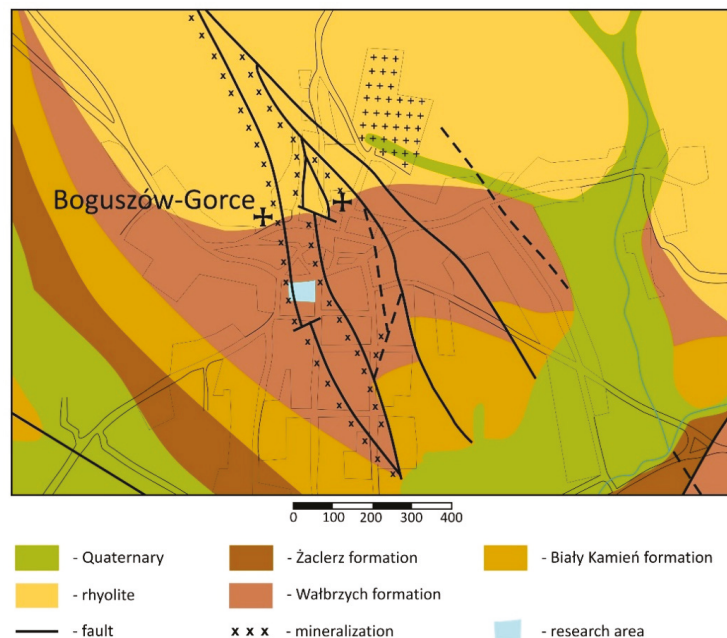 Boguszów-Gorce
0 100 200 300 400
- Quaternary
- Żaclerz formation
- Biały Kamień formation
- rhyolite
- Wałbrzych formation
- fault
x x x - mineralization
- research area